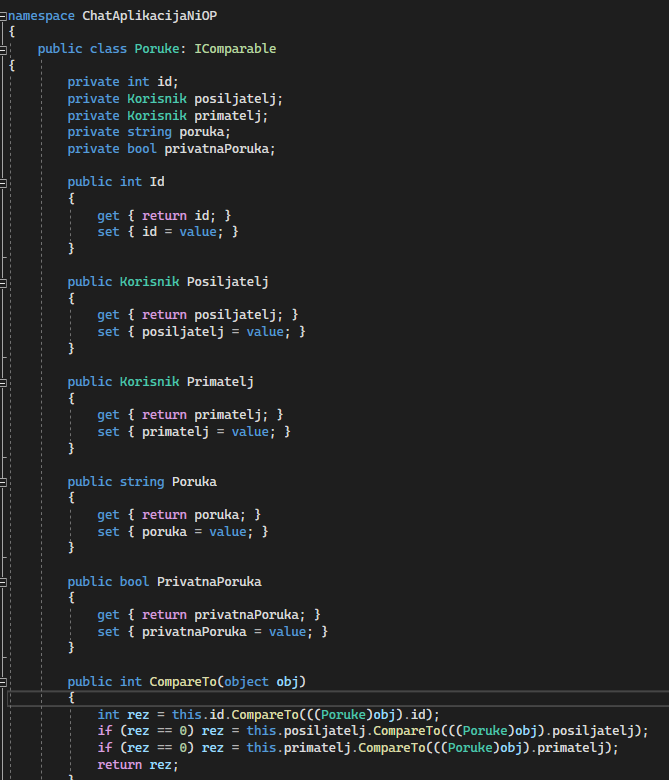 namespace ChatAplikacijaNiOP
{
public class Poruke: IComparable
{
private int id;
private Korisnik posiljatelj;
private Korisnik primatelj;
private string poruka;
private bool privatnaPoruka;
public int Id
{
get { return id; }
set { id = value; }
}
public Korisnik Posiljatelj
{
get { return posiljatelj; }
set { posiljatelj = value; }
}
public Korisnik Primatelj
{
get { return primatelj; }
set { primatelj = value; }
}
public string Poruka
{
get { return poruka; }
set { poruka = value; }
}
public bool PrivatnaPoruka
{
get { return privatnaPoruka; }
set { privatnaPoruka = value; }
}
public int CompareTo(object obj)
{
int rez = this.id.CompareTo(((Poruke)obj).id);
if (rez == 0) rez = this.posiljatelj.CompareTo(((Poruke)obj).posiljatelj);
if (rez == 0) rez = this.primatelj.CompareTo(((Poruke)obj).primatelj);
return rez;
}